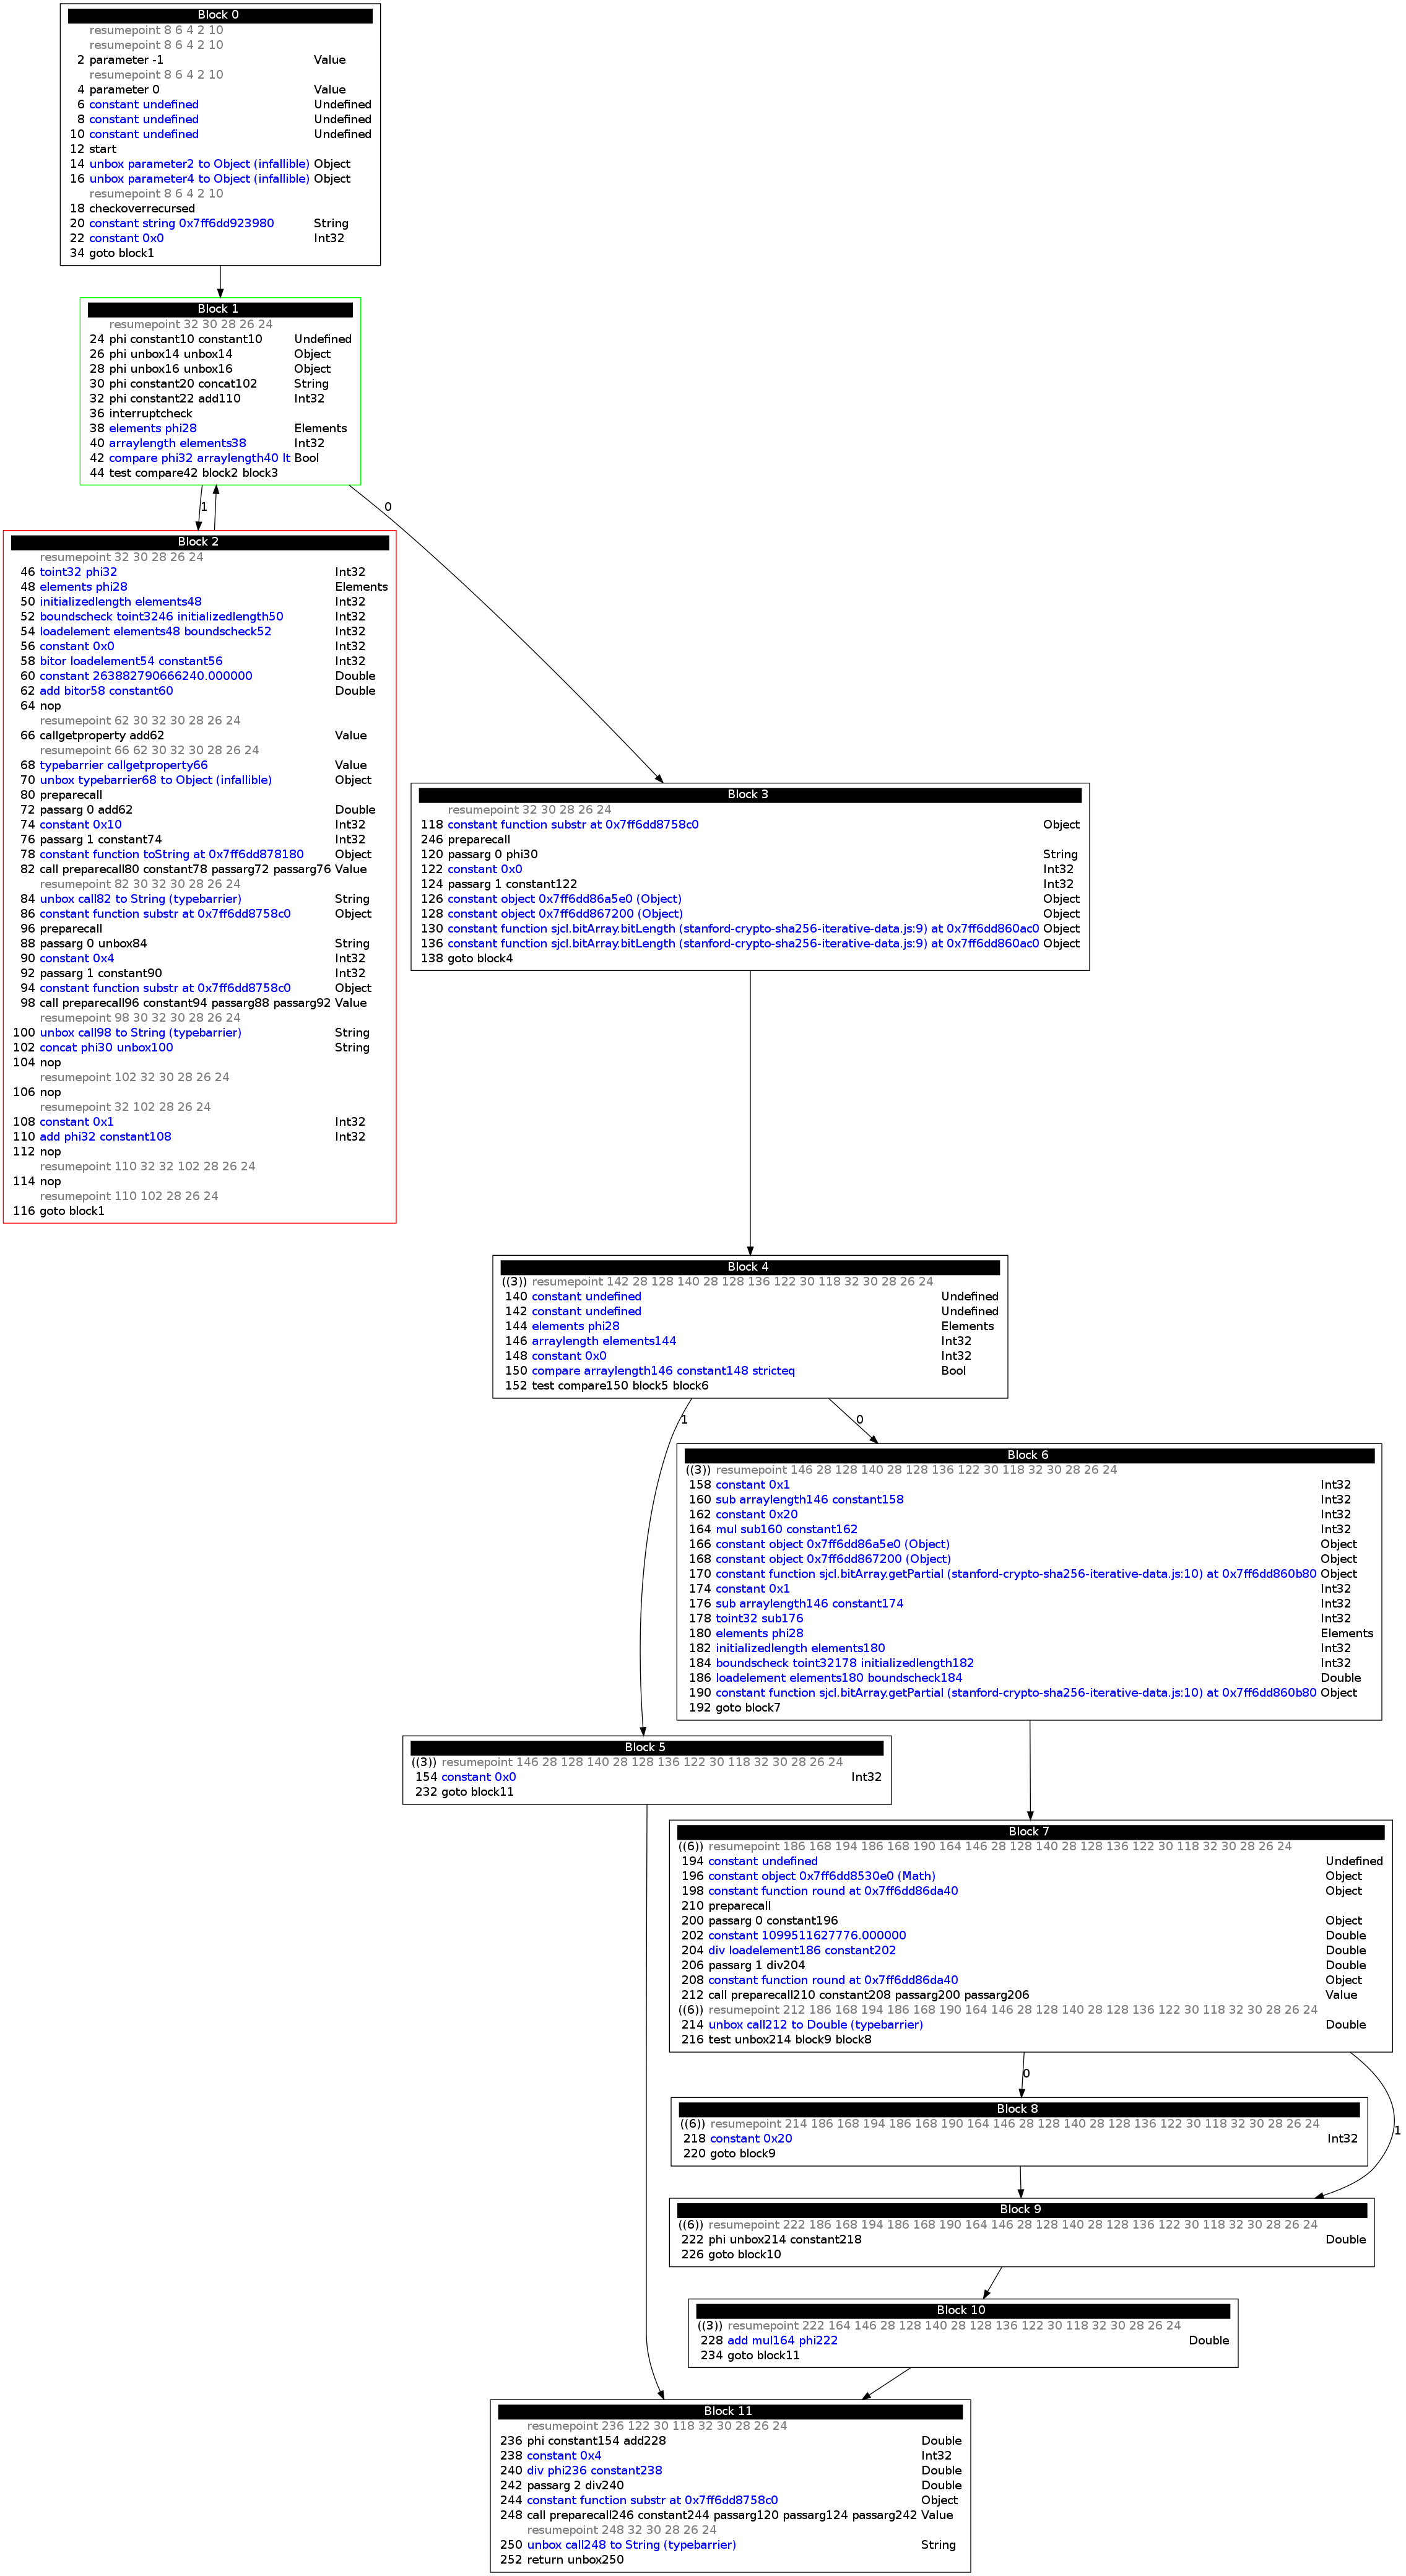 Block 0
resumepoint 8 6 4 2 10
resumepoint 8 6 4 2 10
2 parameter -1 Value
resumepoint 8 6 4 2 10
4 parameter 0 Value
6 constant undefined Undefined
8 constant undefined Undefined
10 constant undefined Undefined
12 start
14 unbox parameter2 to Object (infallible) Object
16 unbox parameter4 to Object (infallible) Object
resumepoint 8 6 4 2 10
18 checkoverrecursed
20 constant string 0x7ff6dd923980 String
22 constant 0x0 Int32
34 goto block1
Block 1
resumepoint 32 30 28 26 24
24 phi constant10 constant10 Undefined
26 phi unbox14 unbox14 Object
28 phi unbox16 unbox16 Object
30 phi constant20 concat102 String
32 phi constant22 add110 Int32
36 interruptcheck
38 elements phi28 Elements
40 arraylength elements38 Int32
42 compare phi32 arraylength40 lt Bool
44 test compare42 block2 block3
1
0
Block 2
resumepoint 32 30 28 26 24
46 toint32 phi32 Int32
48 elements phi28 Elements
50 initializedlength elements48 Int32
52 boundscheck toint3246 initializedlength50 Int32
54 loadelement elements48 boundscheck52 Int32
56 constant 0x0 Int32
58 bitor loadelement54 constant56 Int32
60 constant 263882790666240.000000 Double
62 add bitor58 constant60 Double
64 nop
resumepoint 62 30 32 30 28 26 24
66 callgetproperty add62 Value
resumepoint 66 62 30 32 30 28 26 24
68 typebarrier callgetproperty66 Value
70 unbox typebarrier68 to Object (infallible) Object
80 preparecall
72 passarg 0 add62 Double
74 constant 0x10 Int32
76 passarg 1 constant74 Int32
78 constant function toString at 0x7ff6dd878180 Object
82 call preparecall80 constant78 passarg72 passarg76 Value
resumepoint 82 30 32 30 28 26 24
84 unbox call82 to String (typebarrier) String
86 constant function substr at 0x7ff6dd8758c0 Object
96 preparecall
88 passarg 0 unbox84 String
90 constant 0x4 Int32
92 passarg 1 constant90 Int32
94 constant function substr at 0x7ff6dd8758c0 Object
98 call preparecall96 constant94 passarg88 passarg92 Value
resumepoint 98 30 32 30 28 26 24
100 unbox call98 to String (typebarrier) String
102 concat phi30 unbox100 String
104 nop
resumepoint 102 32 30 28 26 24
106 nop
resumepoint 32 102 28 26 24
108 constant 0x1 Int32
110 add phi32 constant108 Int32
112 nop
resumepoint 110 32 32 102 28 26 24
114 nop
resumepoint 110 102 28 26 24
116 goto block1
Block 3
resumepoint 32 30 28 26 24
118 constant function substr at 0x7ff6dd8758c0 Object
246 preparecall
120 passarg 0 phi30 String
122 constant 0x0 Int32
124 passarg 1 constant122 Int32
126 constant object 0x7ff6dd86a5e0 (Object) Object
128 constant object 0x7ff6dd867200 (Object) Object
130 constant function sjcl.bitArray.bitLength (stanford-crypto-sha256-iterative-data.js:9) at 0x7ff6dd860ac0 Object
136 constant function sjcl.bitArray.bitLength (stanford-crypto-sha256-iterative-data.js:9) at 0x7ff6dd860ac0 Object
138 goto block4
Block 4
((3)) resumepoint 142 28 128 140 28 128 136 122 30 118 32 30 28 26 24
140 constant undefined Undefined
142 constant undefined Undefined
144 elements phi28 Elements
146 arraylength elements144 Int32
148 constant 0x0 Int32
150 compare arraylength146 constant148 stricteq Bool
152 test compare150 block5 block6
1
0
Block 6
((3)) resumepoint 146 28 128 140 28 128 136 122 30 118 32 30 28 26 24
158 constant 0x1 Int32
160 sub arraylength146 constant158 Int32
162 constant 0x20 Int32
164 mul sub160 constant162 Int32
166 constant object 0x7ff6dd86a5e0 (Object) Object
168 constant object 0x7ff6dd867200 (Object) Object
170 constant function sjcl.bitArray.getPartial (stanford-crypto-sha256-iterative-data.js:10) at 0x7ff6dd860b80 Object
174 constant 0x1 Int32
176 sub arraylength146 constant174 Int32
178 toint32 sub176 Int32
180 elements phi28 Elements
182 initializedlength elements180 Int32
184 boundscheck toint32178 initializedlength182 Int32
186 loadelement elements180 boundscheck184 Double
190 constant function sjcl.bitArray.getPartial (stanford-crypto-sha256-iterative-data.js:10) at 0x7ff6dd860b80 Object
192 goto block7
Block 5
((3)) resumepoint 146 28 128 140 28 128 136 122 30 118 32 30 28 26 24
154 constant 0x0 Int32
232 goto block11
Block 7
((6)) resumepoint 186 168 194 186 168 190 164 146 28 128 140 28 128 136 122 30 118 32 30 28 26 24
194 constant undefined Undefined
196 constant object 0x7ff6dd8530e0 (Math) Object
198 constant function round at 0x7ff6dd86da40 Object
210 preparecall
200 passarg 0 constant196 Object
202 constant 1099511627776.000000 Double
204 div loadelement186 constant202 Double
206 passarg 1 div204 Double
208 constant function round at 0x7ff6dd86da40 Object
212 call preparecall210 constant208 passarg200 passarg206 Value
((6)) resumepoint 212 186 168 194 186 168 190 164 146 28 128 140 28 128 136 122 30 118 32 30 28 26 24
214 unbox call212 to Double (typebarrier) Double
216 test unbox214 block9 block8
0
1
Block 8
((6)) resumepoint 214 186 168 194 186 168 190 164 146 28 128 140 28 128 136 122 30 118 32 30 28 26 24
218 constant 0x20 Int32
220 goto block9
Block 9
((6)) resumepoint 222 186 168 194 186 168 190 164 146 28 128 140 28 128 136 122 30 118 32 30 28 26 24
222 phi unbox214 constant218 Double
226 goto block10
Block 10
((3)) resumepoint 222 164 146 28 128 140 28 128 136 122 30 118 32 30 28 26 24
228 add mul164 phi222 Double
234 goto block11
Block 11
resumepoint 236 122 30 118 32 30 28 26 24
236 phi constant154 add228 Double
238 constant 0x4 Int32
240 div phi236 constant238 Double
242 passarg 2 div240 Double
244 constant function substr at 0x7ff6dd8758c0 Object
248 call preparecall246 constant244 passarg120 passarg124 passarg242 Value
resumepoint 248 32 30 28 26 24
250 unbox call248 to String (typebarrier) String
252 return unbox250